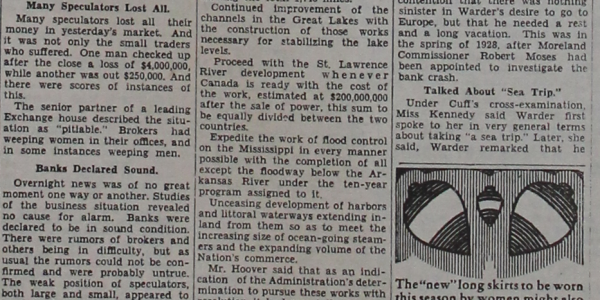 Many Speculators Lost All.
Many speculators lost all their
money in yesterday's market. And
it was not only the small traders
who suffered. One man checked up
after the close a loss of $4,000,000,
while another was out $250,000. And
there were scores of instances of
this.
The senior partner of a leading
Exchange house described the situ-
ation as "pitiable." Brokers had
weeping women in their offices, and
in some instances weeping men.
Banks Declared Sound.
Overnight news was of no great
moment one way or another. Studies
of the business situation revealed
no cause for alarm. Banks were
declared to be in sound condition.
There were rumors of brokers and
others being in difficulty, but as
usual the rumors could not be con-
firmed and were probably untrue.
The weak position of speculators,
both large and small, appeared to
Continued improvement of the
channels in the Great Lakes with
the construction of those works
necessary for stabilizing the lake
levels.
Proceed with the St. Lawrence
River development whenever
Canada is ready with the cost of
the work, estimated at $200,000,000
after the sale of power, this sum to
be equally divided between the two
countries.
Expedite the work of flood control
on the Mississippi in every manner
possible with the completion of all
except the floodway below the Ar-
kansas River under the ten-year
program assigned to it.
Unceasing development of harbors
and littoral waterways extending in-
land from them so as to meet the
increasing size of ocean-going steam-
ers and the expanding volume of the
Nation's commerce.
Mr. Hoover said that as an indi-
cation of the Administration's deter-
mination to pursue these works with
contention that there was nothing
sinister in Warder's desire to go to
Europe, but that he needed a rest
and a long vacation. This was in
the spring of 1928, after Moreland
Commissioner Robert Moses had
been appointed to investigate the
bank crash.
Talked About "Sea Trip."
Under Cuff's cross-examination,
Miss Kennedy said Warder first
spoke to her in very general terms
about taking "a sea trip." Later, she
said, Warder remarked that he
The "new" long skirts to be worn
this season by women might also